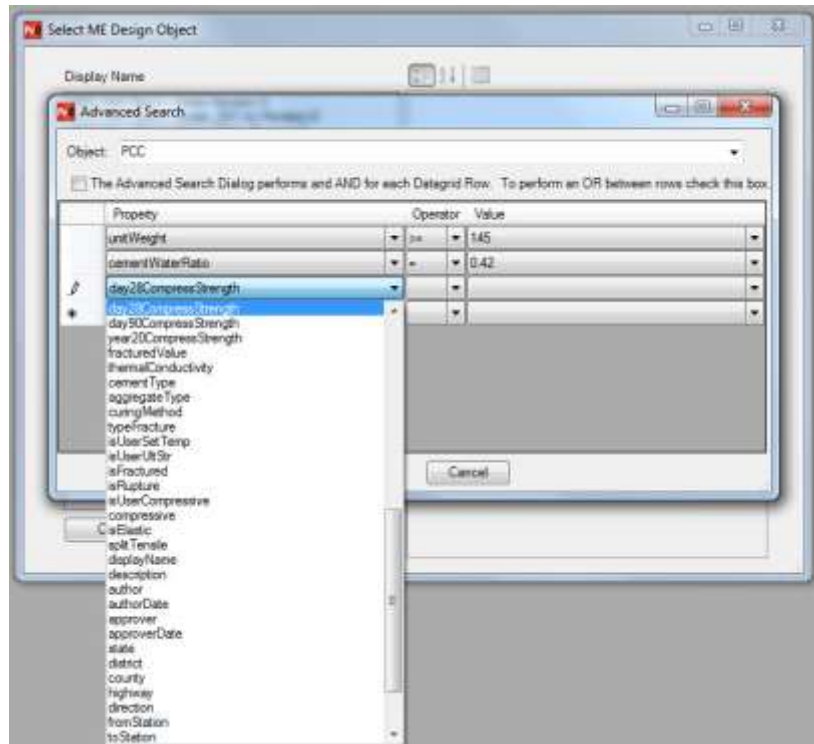 Select ME Design Object
Display Name
Advanced Search
Object: PCC
The Advanced Search Dialog performs and AND for each Datagrid Row. To perform an OR between rows check this box.
Property Operator Value
unitWeight >= 145
cementWaterRatio = 0.42
day28CompressStrength
day28CompressStrength
day90CompressStrength
year20CompressStrength
fracturedValue
thermalConductivity
cementType
aggregateType
curingMethod
typeFracture
isUserSetTemp
isUserUltStr
isFractured
isRupture
isUserCompressive
compressive
isElastic
splitTensile
displayName
description
author
authorDate
approver
approverDate
state
district
county
highway
direction
fromStation
toStation
Cancel